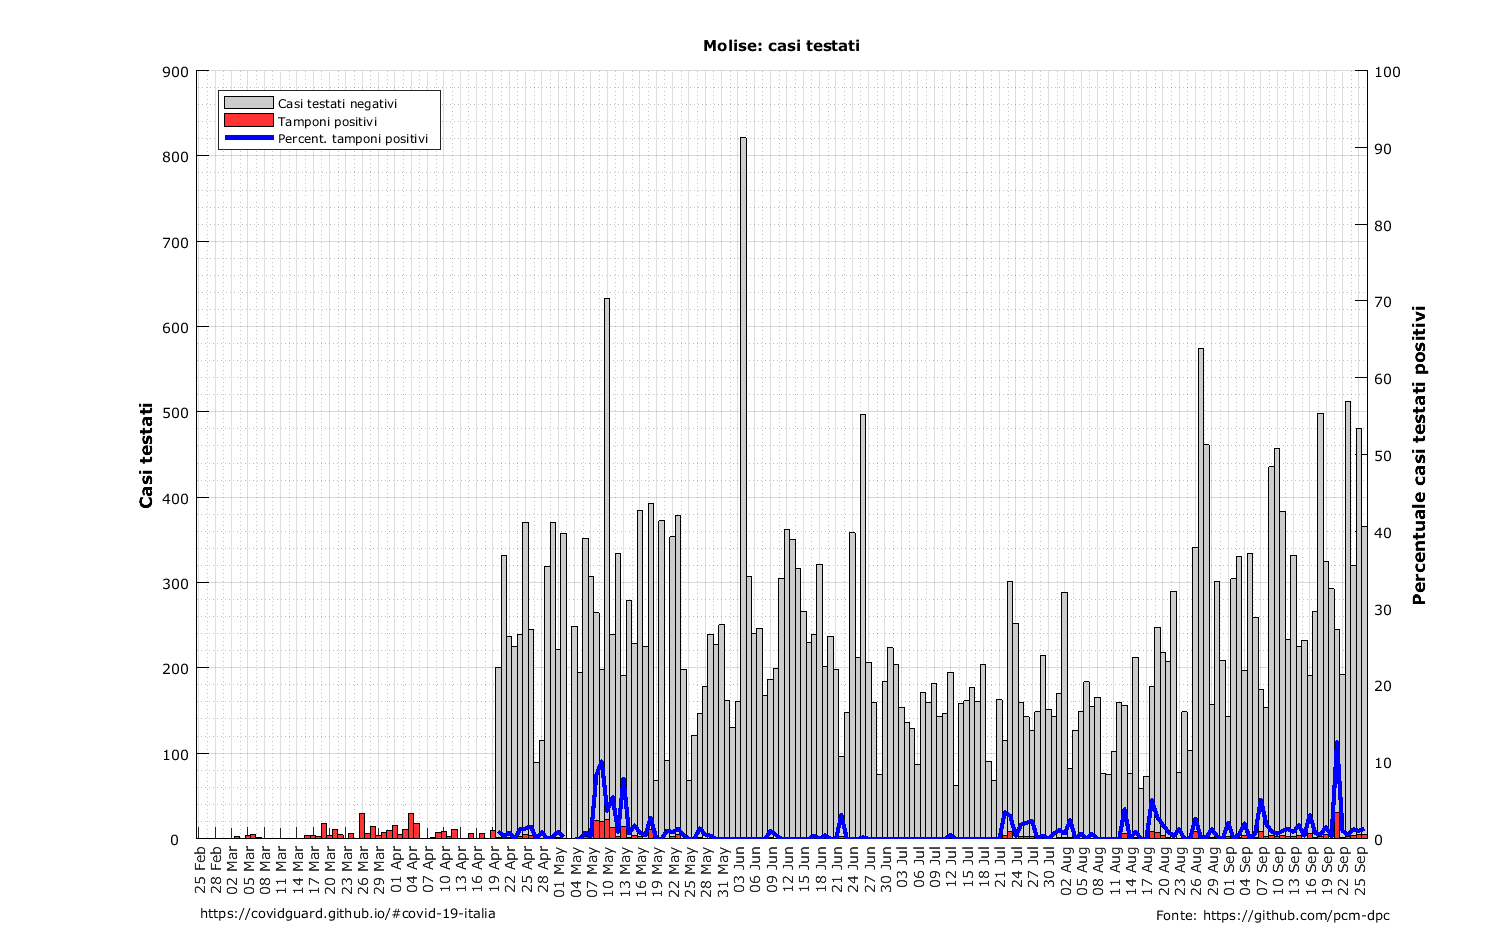 Molise: casi testati
Casi testati negativi
Tamponi positivi
Percent. tamponi positivi
Casi testati
900
800
700
600
500
400
300
200
100
0
Percentuale casi testati positivi
100
90
80
70
60
50
40
30
20
10
0
25 Feb
28 Feb
02 Mar
05 Mar
08 Mar
11 Mar
14 Mar
17 Mar
20 Mar
23 Mar
26 Mar
29 Mar
01 Apr
04 Apr
07 Apr
10 Apr
13 Apr
16 Apr
19 Apr
22 Apr
25 Apr
28 Apr
01 May
04 May
07 May
10 May
13 May
16 May
19 May
22 May
25 May
28 May
31 May
03 Jun
06 Jun
09 Jun
12 Jun
15 Jun
18 Jun
21 Jun
24 Jun
27 Jun
30 Jun
03 Jul
06 Jul
09 Jul
12 Jul
15 Jul
18 Jul
21 Jul
24 Jul
27 Jul
30 Jul
02 Aug
05 Aug
08 Aug
11 Aug
14 Aug
17 Aug
20 Aug
23 Aug
26 Aug
29 Aug
01 Sep
04 Sep
07 Sep
10 Sep
13 Sep
16 Sep
19 Sep
22 Sep
25 Sep
https://covidguard.github.io/#covid-19-italia
Fonte: https://github.com/pcm-dpc